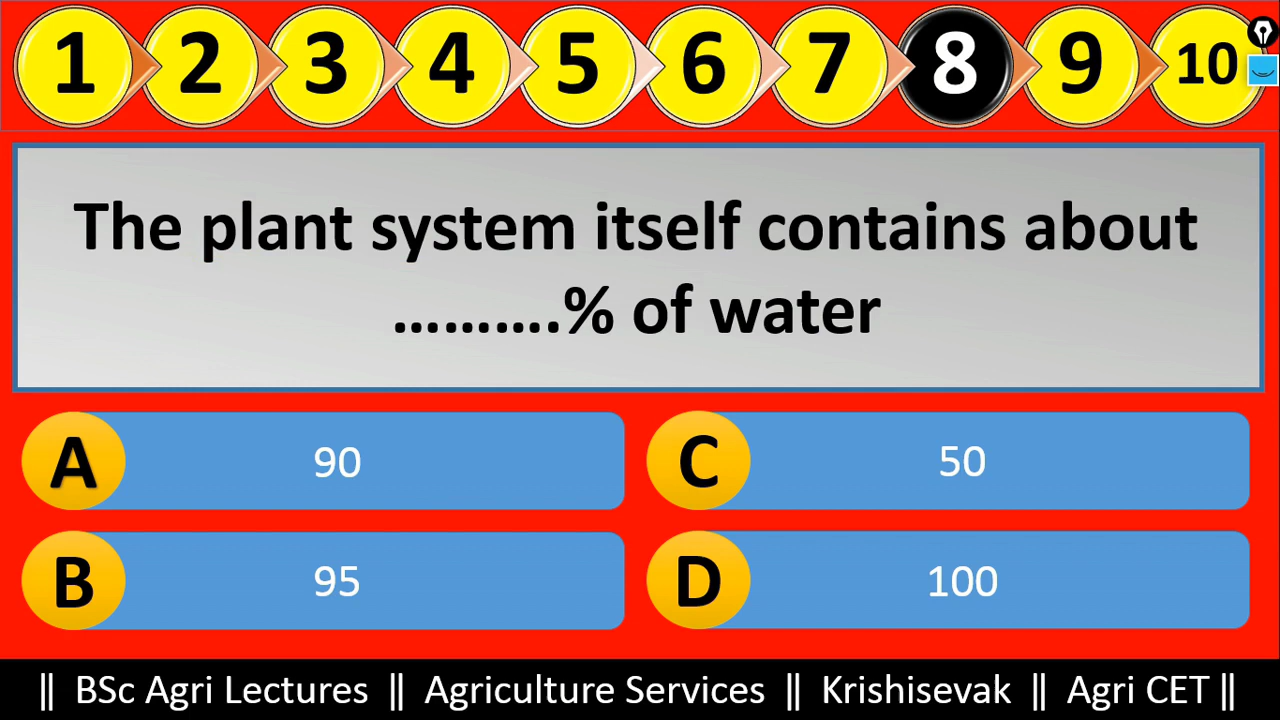 1 2 3 4 5 6 7 8 9 10
The plant system itself contains about
……….% of water
A 90
C 50
B 95
D 100
‖ BSc Agri Lectures ‖ Agriculture Services ‖ Krishisevak ‖ Agri CET ‖